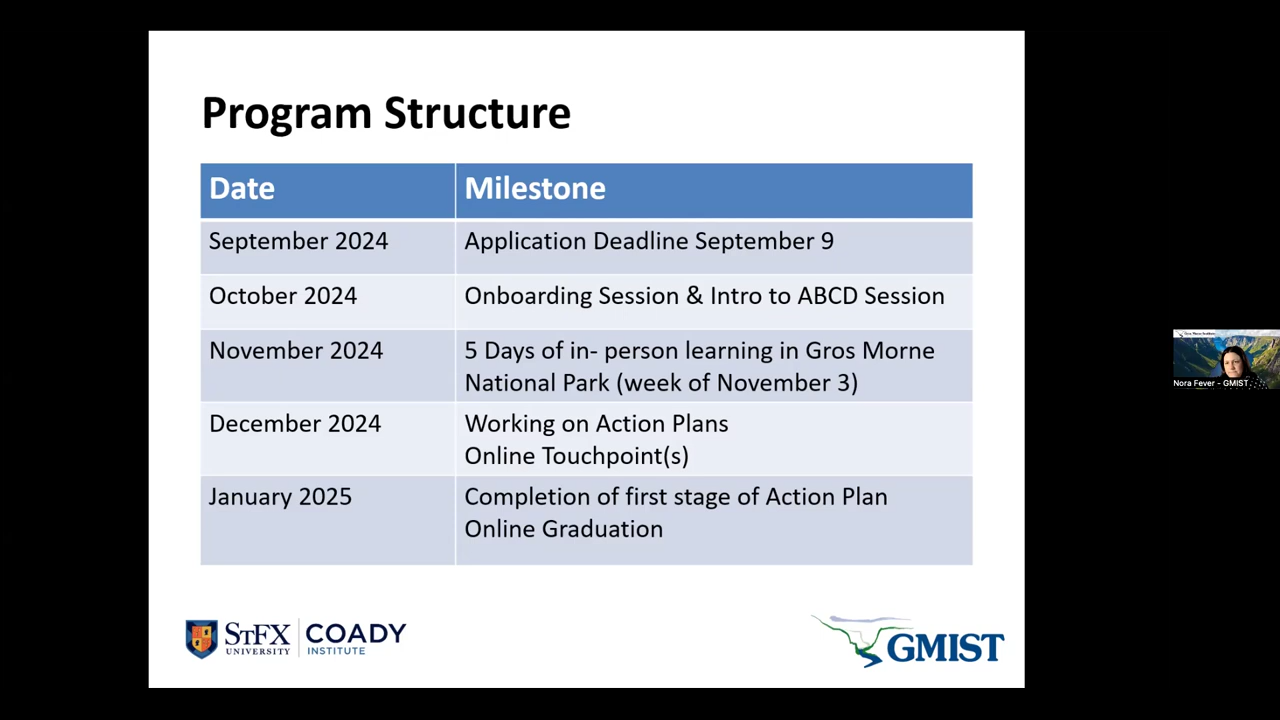 Program Structure
Date Milestone
September 2024 Application Deadline September 9
October 2024 Onboarding Session & Intro to ABCD Session
November 2024 5 Days of in- person learning in Gros Morne
National Park (week of November 3)
December 2024 Working on Action Plans
Online Touchpoint(s)
January 2025 Completion of first stage of Action Plan
Online Graduation
STFX
UNIVERSITY
COADY
INSTITUTE
GMIST
Nora Fever - GMIST